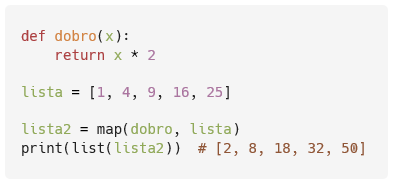 def dobro(x):
    return x * 2
lista = [1, 4, 9, 16, 25]
lista2 = map(dobro, lista)
print(list(lista2))  # [2, 8, 18, 32, 50]